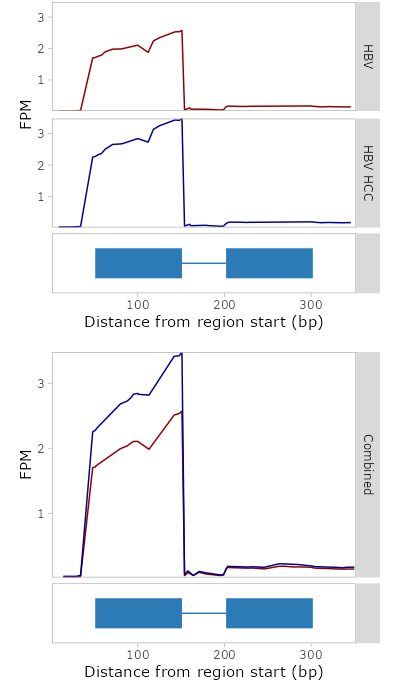 3
2
1
HBV
FPM
3
2
1
HBV HCC
100 200 300
Distance from region start (bp)
3
2
1
FPM
Combined
100 200 300
Distance from region start (bp)